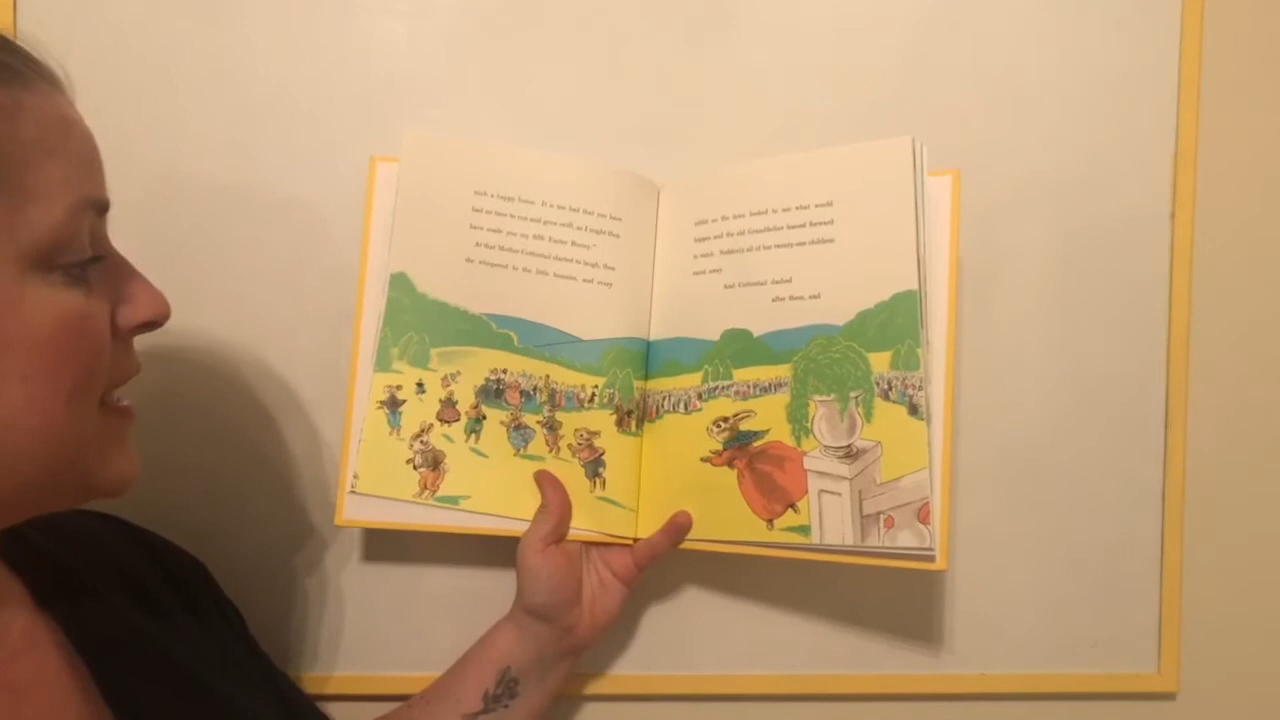 such a happy home. It is too bad that you have
had no time to run and grow swift, as I might then
have made you my fifth Easter Bunny."
At that Mother Cottontail started to laugh, then
she whispered to the little bunnies, and every
rabbit on the lawn looked to see what would
happen and the old Grandfather leaned forward
to watch. Suddenly all of her twenty-one children
raced away
And Cottontail dashed
after them, and